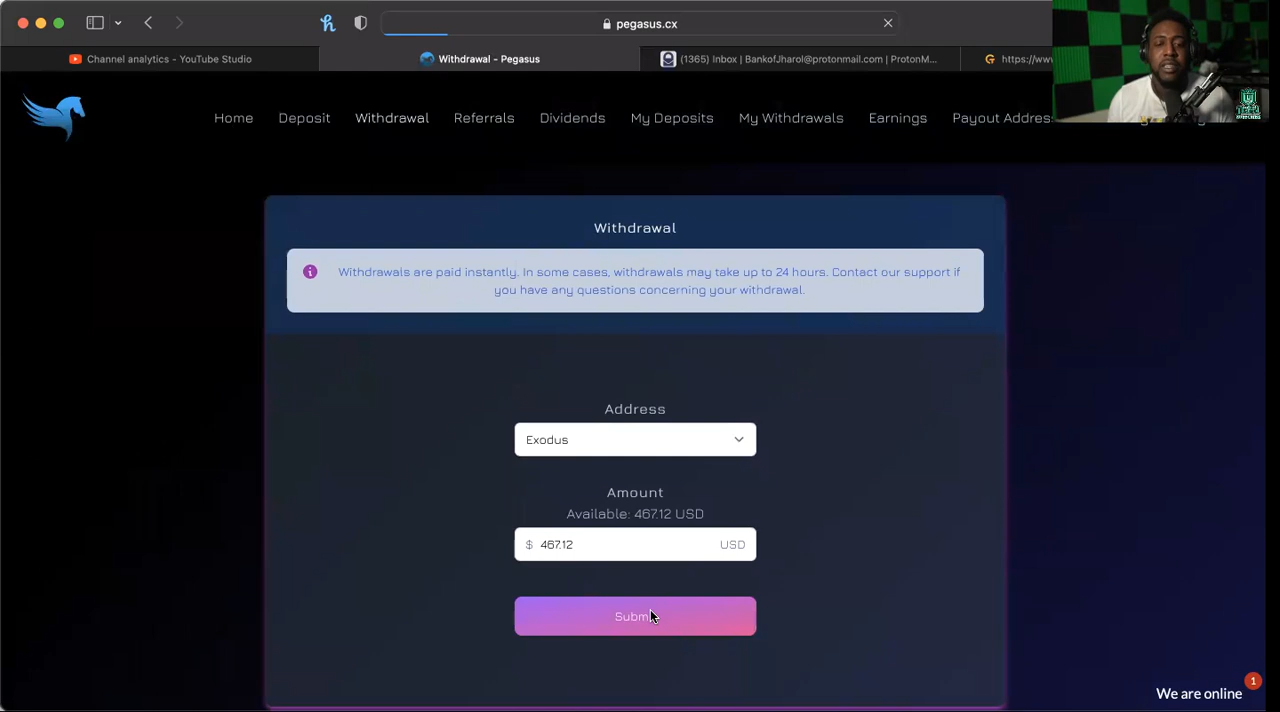 pegasus.cx
Channel analytics - YouTube Studio
Withdrawal - Pegasus
(1365) Inbox | BankofJharol@protonmail.com | ProtonM...
https://ww
Home
Deposit
Withdrawal
Referrals
Dividends
My Deposits
My Withdrawals
Earnings
Payout Address
Withdrawal
Withdrawals are paid instantly. In some cases, withdrawals may take up to 24 hours. Contact our support if
you have any questions concerning your withdrawal.
Address
Exodus
Amount
Available: 467.12 USD
$ 467.12 USD
Subm
We are online
1